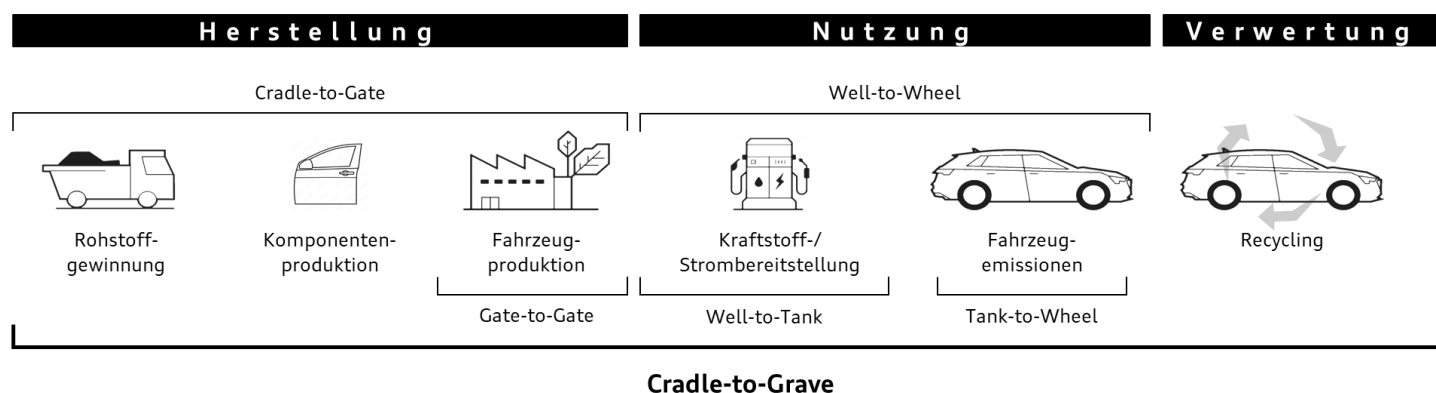 Herstellung
Nutzung
Verwertung
Cradle-to-Gate
Well-to-Wheel
Rohstoff-
gewinnung
Komponenten-
produktion
Fahrzeug-
produktion
Kraftstoff-/
Strombereitstellung
Fahrzeug-
emissionen
Recycling
Gate-to-Gate
Well-to-Tank
Tank-to-Wheel
Cradle-to-Grave